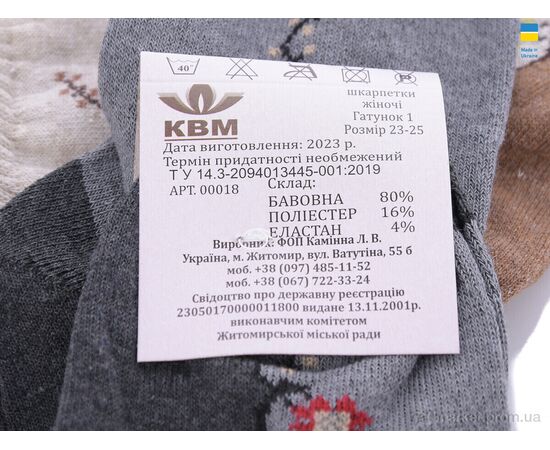 Made in
Ukraine
40°
шкарпетки
жіночі
Гатунок 1
Розмір 23-25
КВМ
Дата виготовлення: 2023 р.
Термін придатності необмежений
Т У 14.3-2094013445-001:2019
АРТ. 00018
Склад:
БАВОВНА 80%
ПОЛІЕСТЕР 16%
ЕЛАСТАН 4%
Виробник: ФОП Камінна Л. В.
Україна, м. Житомир, вул. Ватутіна, 55 б
моб. +38 (097) 485-11-52
моб. +38 (067) 722-33-24
Свідоцтво про державну реєстрацію
23050170000011800 видане 13.11.2001р.
виконавчим комітетом
Житомирської міської ради